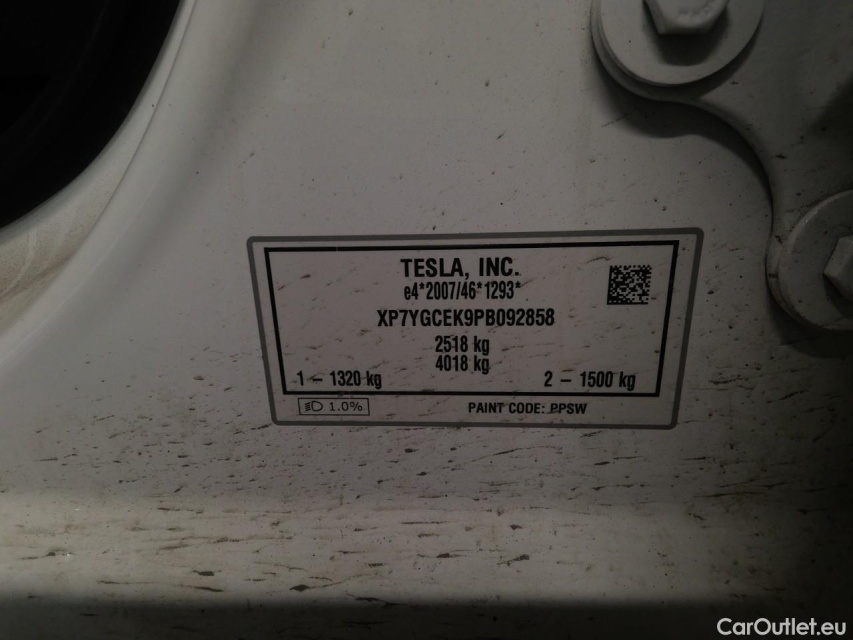 TESLA, INC.
e4*2007/46*1293*
XP7YGCEK9PB092858
2518 kg
4018 kg
1 – 1320 kg 2 – 1500 kg
1.0% PAINT CODE: PPSW
CarOutlet.eu